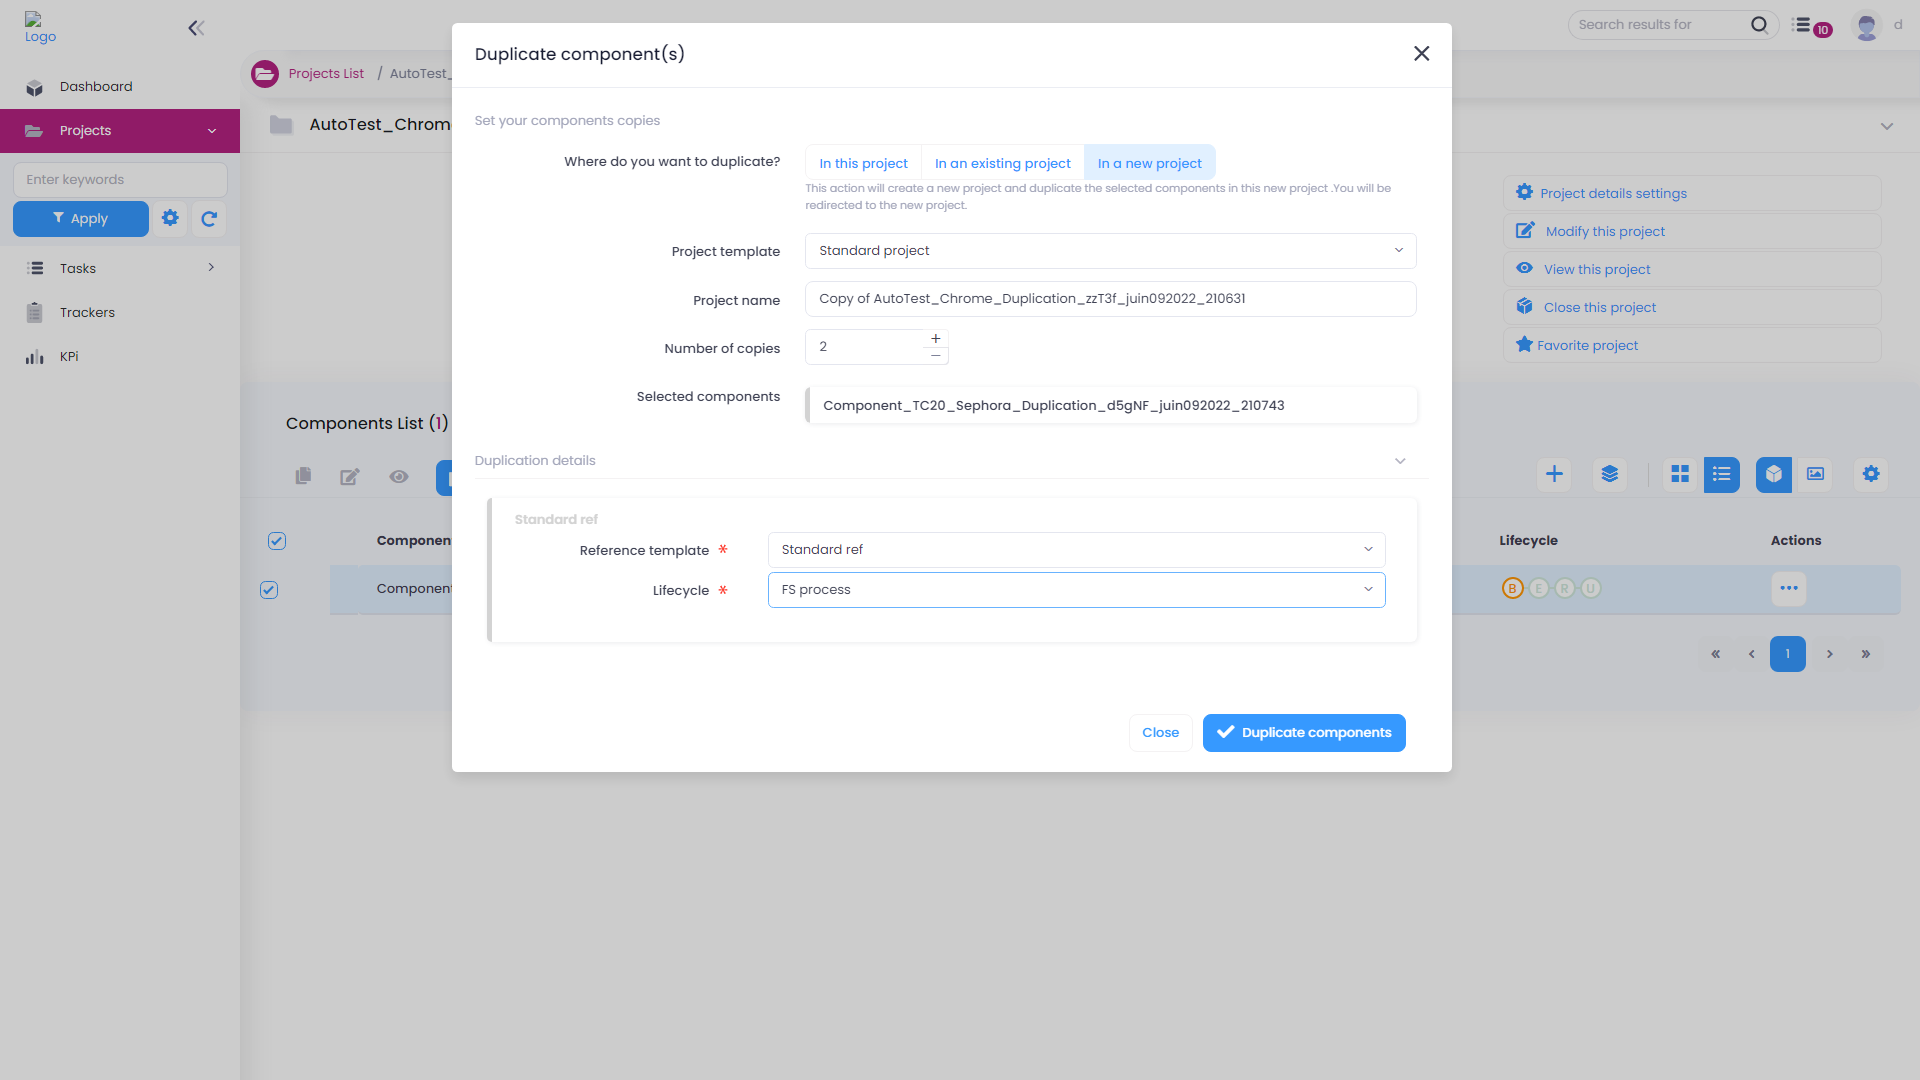 Logo
Dashboard
Projects
Enter keywords
Apply
Tasks
Trackers
KPi
Search results for
10
d
Projects List / AutoTest_
AutoTest_Chrom
Project details settings
Modify this project
View this project
Close this project
Favorite project
Components List (1)
Componen
Lifecycle
Actions
Component
B E R U
« ‹ 1 › »
Duplicate component(s)
Set your components copies
Where do you want to duplicate?
In this project
In an existing project
In a new project
This action will create a new project and duplicate the selected components in this new project .You will be
redirected to the new project.
Project template
Standard project
Project name
Copy of AutoTest_Chrome_Duplication_zzT3f_juin092022_210631
Number of copies
2
Selected components
Component_TC20_Sephora_Duplication_d5gNF_juin092022_210743
Duplication details
Standard ref
Reference template *
Standard ref
Lifecycle *
FS process
Close
Duplicate components